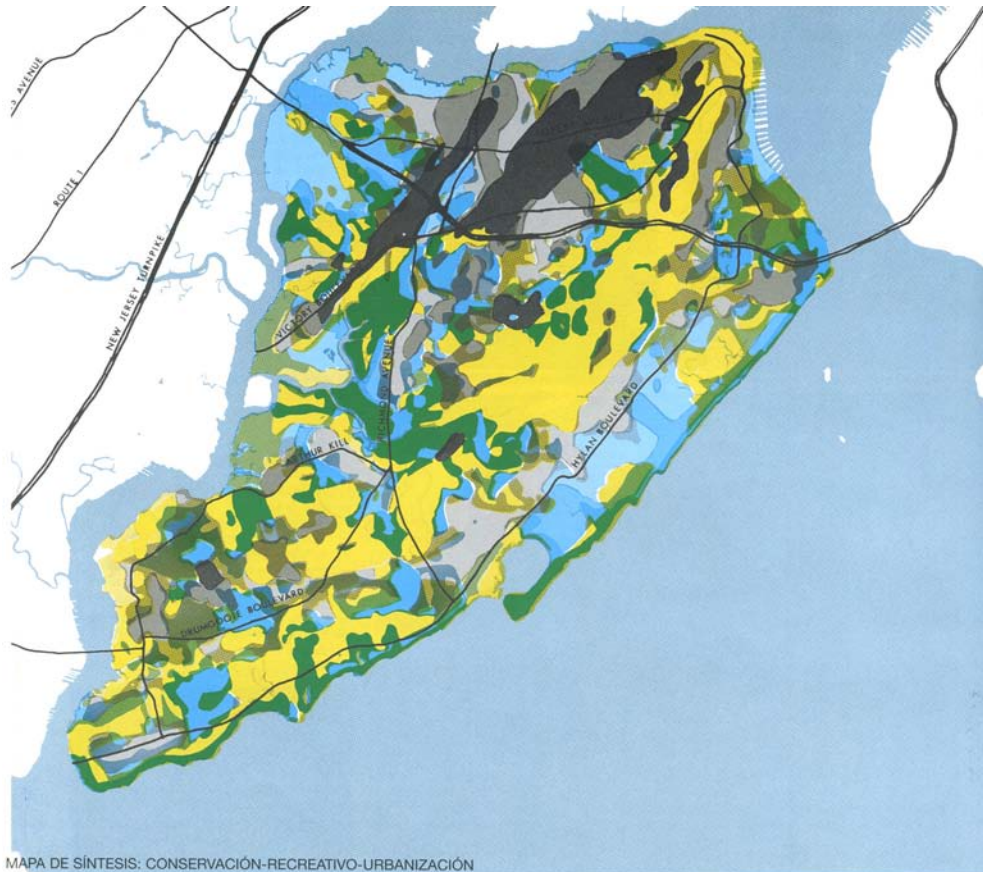 AVENUE
ROUTE 1
NEW JERSEY TURNPIKE
VICTORY
RICHMOND AVENUE
ARTHUR KILL
HYLAN BOULEVARD
DRUMGOOLE BOULEVARD
MAPA DE SÍNTESIS: CONSERVACIÓN-RECREATIVO-URBANIZACIÓN